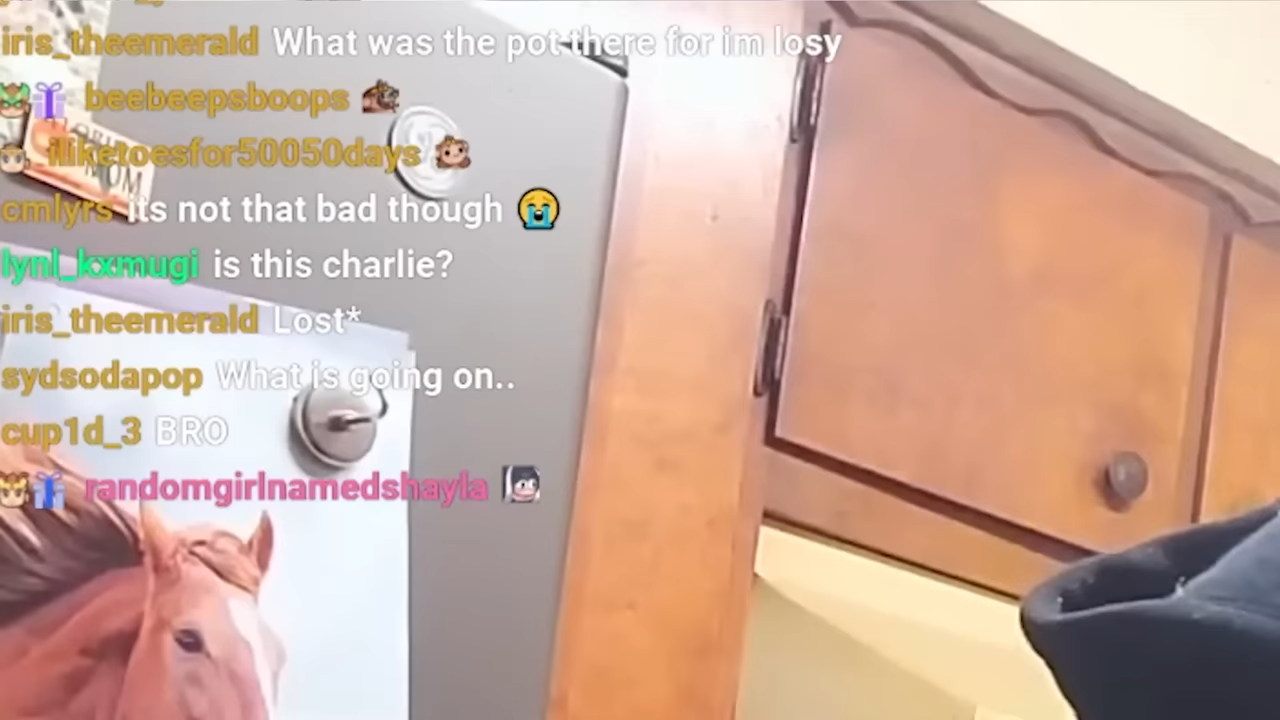 iris_theemerald What was the pot there for im losy
beebeepsboops
iliketoesfor50050days
cmlyrs its not that bad though 😭
lynl_kxmugi is this charlie?
iris_theemerald Lost*
sydsodapop What is going on..
cup1d_3 BRO
randomgirlnamedshayla
MOM